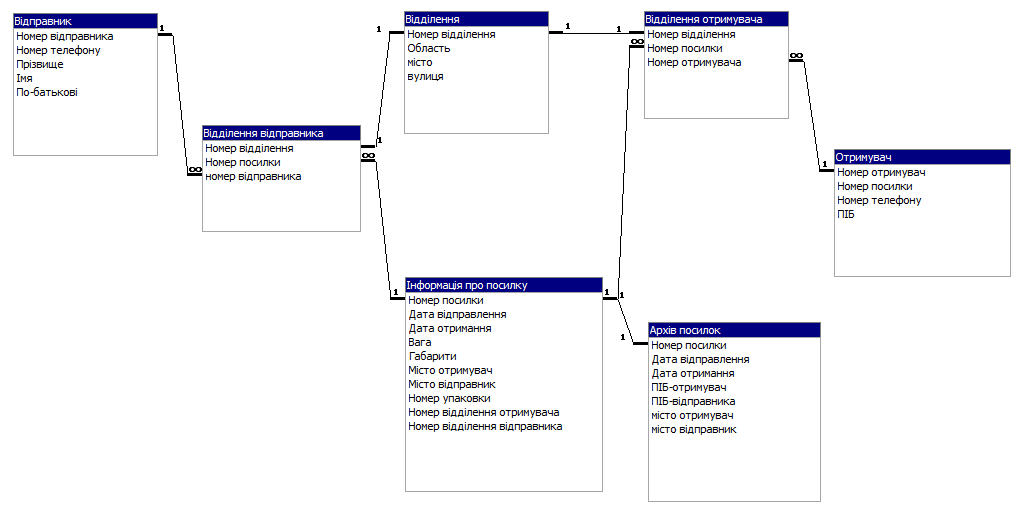 Відправник
Номер відправника
Номер телефону
Прізвище
Імя
По-батькові
1
∞
Відділення відправника
Номер відділення
Номер посилки
номер відправника
1
∞
1
Відділення
Номер відділення
Область
місто
вулиця
1
1
∞
Відділення отримувача
Номер відділення
Номер посилки
Номер отримувача
∞
1
Отримувач
Номер отримувач
Номер посилки
Номер телефону
ПІБ
1
Інформація про посилку
Номер посилки
Дата відправлення
Дата отримання
Вага
Габарити
Місто отримувач
Місто відправник
Номер упаковки
Номер відділення отримувача
Номер відділення відправника
1
1
1
Архів посилок
Номер посилки
Дата відправлення
Дата отримання
ПІБ-отримувач
ПІБ-відправника
місто отримувач
місто відправник